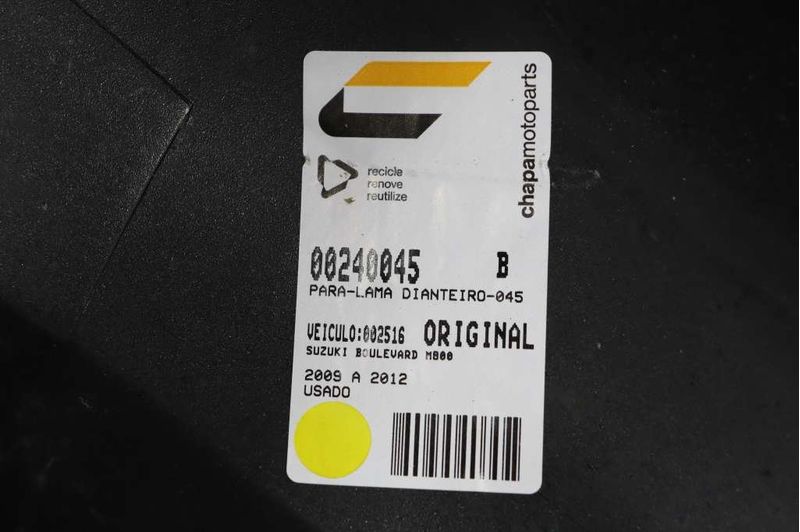 chapamotoparts
recicle
renove
reutilize
00240045 B
PARA-LAMA DIANTEIRO-045
VEICULO:002516 ORIGINAL
SUZUKI BOULEVARD M800
2009 A 2012
USADO